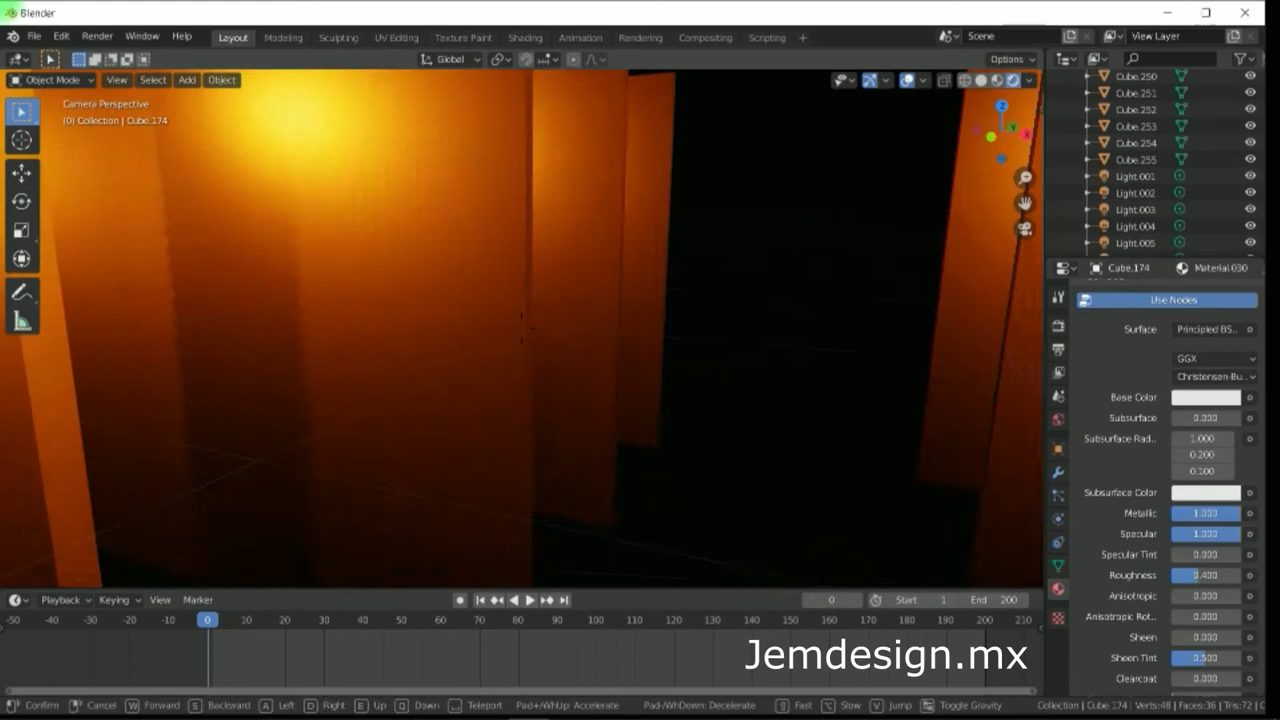 Blender
File Edit Render Window Help Layout Modeling Sculpting UV Editing Texture Paint Shading Animation Rendering Compositing Scripting + Scene View Layer
Global Options
Object Mode View Select Add Object
Camera Perspective
(0) Collection | Cube.174
Z
Y
X
Cube.250
Cube.251
Cube.252
Cube.253
Cube.254
Cube.255
Light.001
Light.002
Light.003
Light.004
Light.005
Cube.174 Material.030
Use Nodes
Surface Principled BS..
GGX
Christensen-Bu..
Base Color
Subsurface 0.000
Subsurface Rad.. 1.000
0.200
0.100
Subsurface Color
Metallic 1.000
Specular 1.000
Specular Tint 0.000
Roughness 0.400
Anisotropic 0.000
Anisotropic Rot.. 0.000
Sheen 0.000
Sheen Tint 0.500
Clearcoat 0.000
Playback Keying View Marker 0 Start 1 End 200
-50 -40 -30 -20 -10 0 10 20 30 40 50 60 70 80 90 100 110 120 130 140 150 160 170 180 190 200 210
Jemdesign.mx
Confirm Cancel W Forward S Backward A Left D Right E Up Q Down Teleport Pad+/WhUp: Accelerate Pad-/WhDown: Decelerate Fast Slow V Jump Toggle Gravity Collection | Cube.174 | Verts:48 | Faces:36 | Tris:72 |